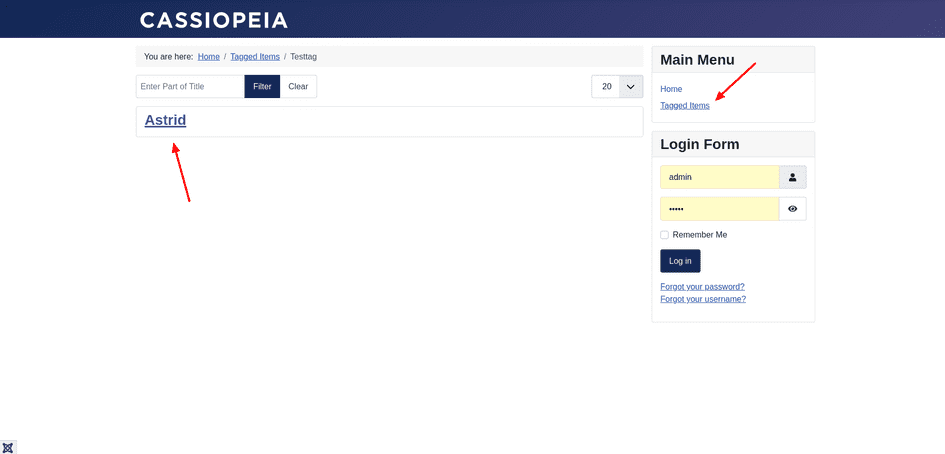 CASSIOPEIA
You are here: Home / Tagged Items / Testtag
Enter Part of Title Filter Clear 20
Astrid
Main Menu
Home
Tagged Items
Login Form
admin
•••••
Remember Me
Log in
Forgot your password?
Forgot your username?